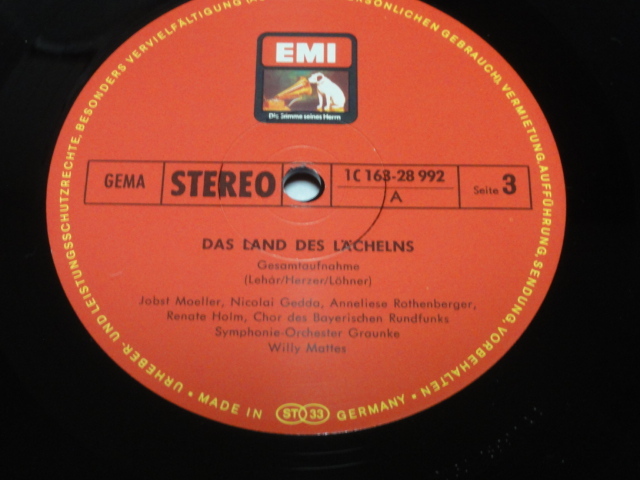 EMI
Die Stimme seines Herrn
GEMA
STEREO
1C 163-28 992
A
Seite 3
DAS LAND DES LÄCHELNS
Gesamtaufnahme
(Lehár/Herzer/Löhner)
Jobst Moeller, Nicolai Gedda, Anneliese Rothenberger,
Renate Holm, Chor des Bayerischen Rundfunks
Symphonie-Orchester Graunke
Willy Mattes
URHEBER- UND LEISTUNGSSCHUTZRECHTE, BESONDERS VERVIELFÄLTIGUNG PERSÖNLICHEN GEBRAUCH), VERMIETUNG, AUFFÜHRUNG, SENDUNG, VORBEHALTEN
MADE IN ST 33 GERMANY